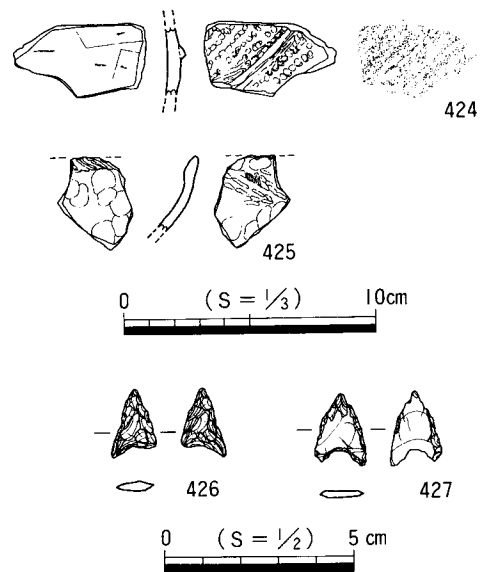 424
425
0 (S = 1/3) 10cm
426 427
0 (S = 1/2) 5 cm